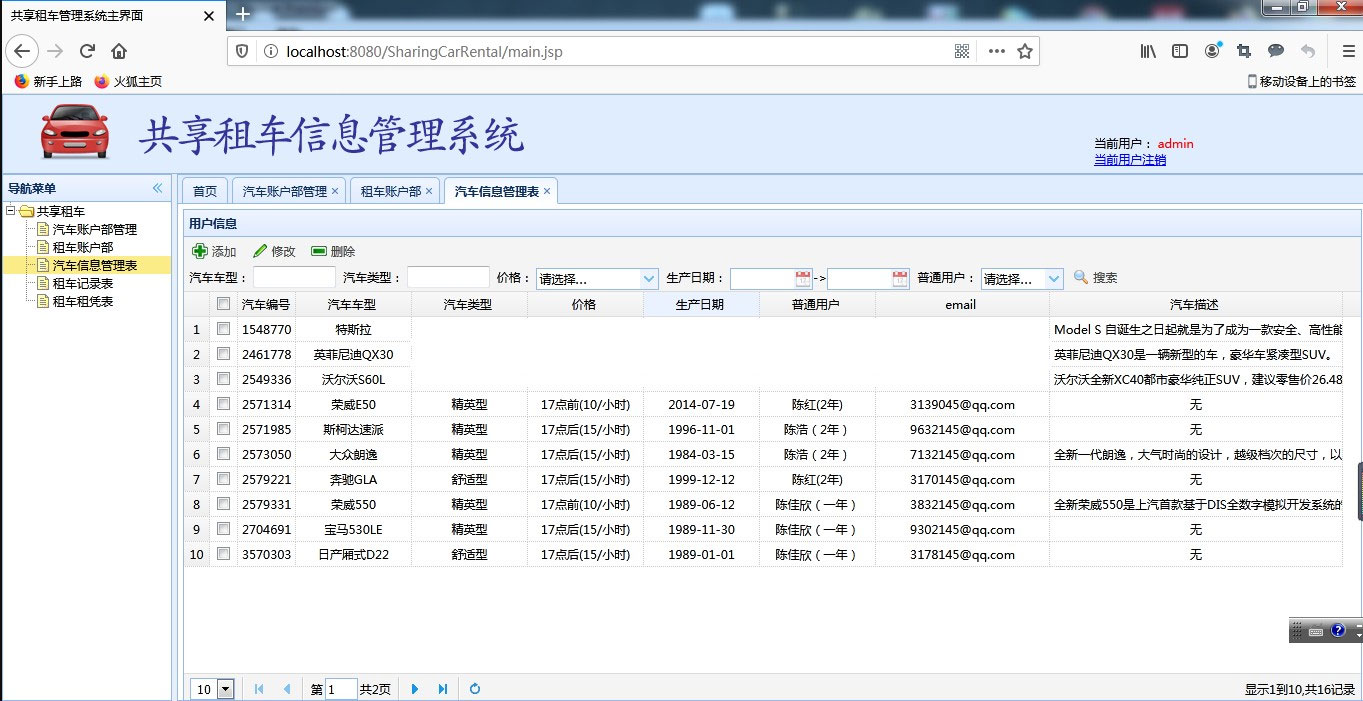 共享租车管理系统主界面
localhost:8080/SharingCarRental/main.jsp
新手上路 火狐主页 移动设备上的书签
共享租车信息管理系统
当前用户： admin
当前用户注销
导航菜单
共享租车
汽车账户部管理
租车账户部
汽车信息管理表
租车记录表
租车租凭表
首页 汽车账户部管理 租车账户部 汽车信息管理表
用户信息
添加 修改 删除
汽车车型： 汽车类型： 价格： 请选择... 生产日期： -> 普通用户： 请选择... 搜索
汽车编号 汽车车型 汽车类型 价格 生产日期 普通用户 email 汽车描述
1 1548770 特斯拉 Model S 自诞生之日起就是为了成为一款安全、高性能
2 2461778 英菲尼迪QX30 英菲尼迪QX30是一辆新型的车，豪华车紧凑型SUV。
3 2549336 沃尔沃S60L 沃尔沃全新XC40都市豪华纯正SUV，建议零售价26.48
4 2571314 荣威E50 精英型 17点前(10/小时) 2014-07-19 陈红(2年) 3139045@qq.com 无
5 2571985 斯柯达速派 精英型 17点后(15/小时) 1996-11-01 陈浩（2年） 9632145@qq.com 无
6 2573050 大众朗逸 精英型 17点后(15/小时) 1984-03-15 陈浩（2年） 7132145@qq.com 全新一代朗逸，大气时尚的设计，越级档次的尺寸，以
7 2579221 奔驰GLA 舒适型 17点后(15/小时) 1999-12-12 陈红(2年) 3170145@qq.com 无
8 2579331 荣威550 精英型 17点前(10/小时) 1989-06-12 陈佳欣（一年） 3832145@qq.com 全新荣威550是上汽首款基于DIS全数字模拟开发系统的
9 2704691 宝马530LE 精英型 17点后(15/小时) 1989-11-30 陈佳欣（一年） 9302145@qq.com 无
10 3570303 日产厢式D22 舒适型 17点后(15/小时) 1989-01-01 陈佳欣（一年） 3178145@qq.com 无
10 第 1 共2页 显示1到10,共16记录